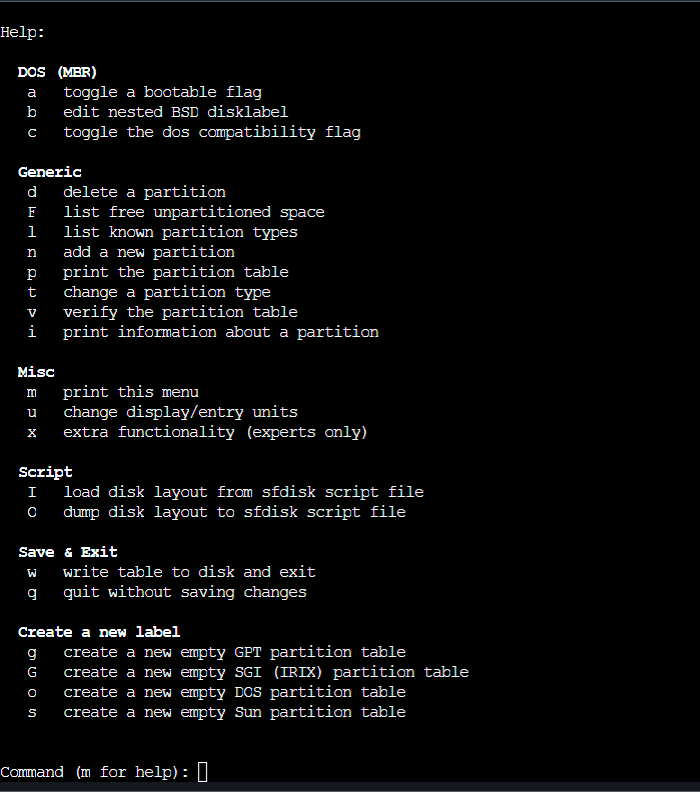 Help:
DOS (MBR)
a   toggle a bootable flag
b   edit nested BSD disklabel
c   toggle the dos compatibility flag
Generic
d   delete a partition
F   list free unpartitioned space
l   list known partition types
n   add a new partition
p   print the partition table
t   change a partition type
v   verify the partition table
i   print information about a partition
Misc
m   print this menu
u   change display/entry units
x   extra functionality (experts only)
Script
I   load disk layout from sfdisk script file
O   dump disk layout to sfdisk script file
Save & Exit
w   write table to disk and exit
q   quit without saving changes
Create a new label
g   create a new empty GPT partition table
G   create a new empty SGI (IRIX) partition table
o   create a new empty DOS partition table
s   create a new empty Sun partition table
Command (m for help):